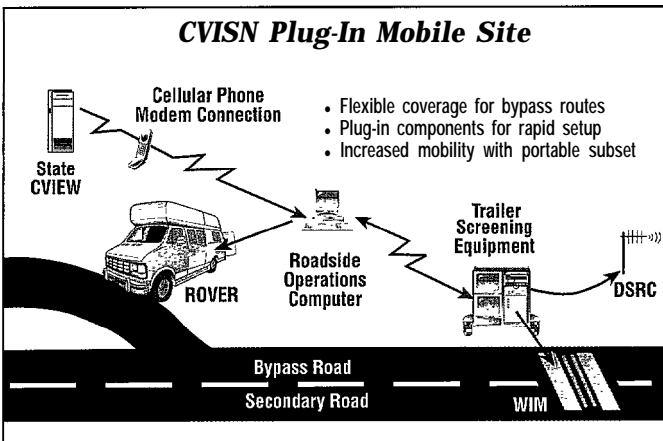 CVISN Plug-In Mobile Site
Cellular Phone
Modem Connection
• Flexible coverage for bypass routes
• Plug-in components for rapid setup
• Increased mobility with portable subset
State
CVIEW
Trailer
Screening
Equipment
ROVER
Roadside
Operations
Computer
DSRC
Bypass Road
Secondary Road
WIM